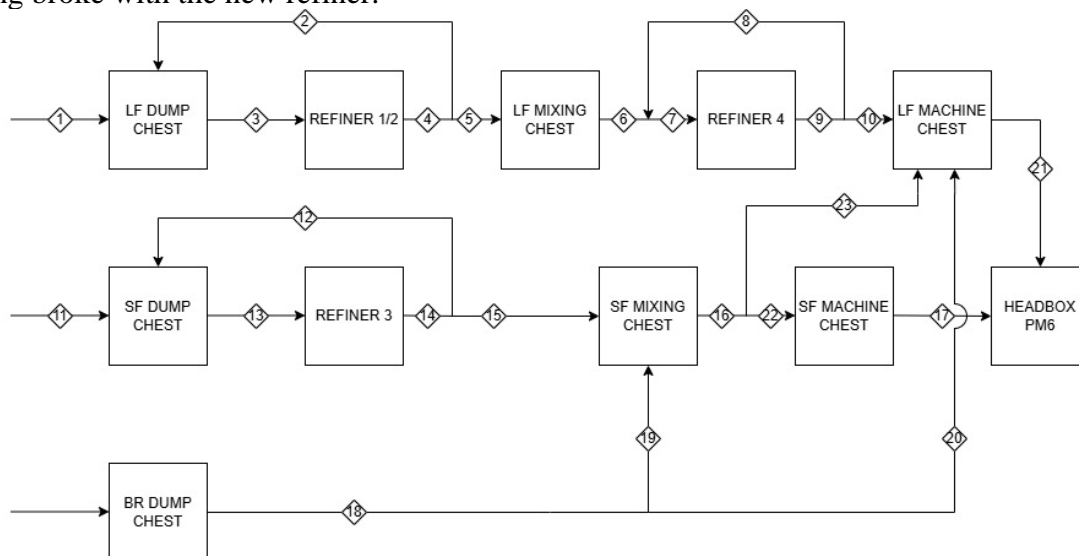 ng broke with the new refiner.
2
8
1
LF DUMP
CHEST
3
REFINER 1/2
4
5
LF MIXING
CHEST
6
7
REFINER 4
9
10
LF MACHINE
CHEST
21
12
23
11
SF DUMP
CHEST
13
REFINER 3
14
15
SF MIXING
CHEST
16
22
SF MACHINE
CHEST
17
HEADBOX
PM6
19
20
BR DUMP
CHEST
18